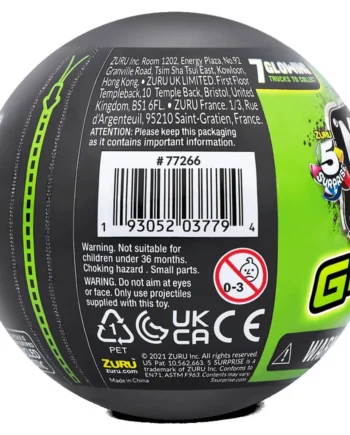 ZURU Inc. Room 1202, Energy Plaza, No.92
Granville Road, Tsim Sha Tsui East, Kowloon,
Hong Kong. • ZURU UK LIMITED. First Floor
Templeback, 10 Temple Back, Bristol, United
Kingdom. BS1 6FL. • ZURU France. 1/3, Rue
d'Argenteuil, 95210 Saint-Gratien, France.
ATTENTION: Please keep this packaging
as it contains important information.
#77266
1 93052 03779 4
Warning. Not suitable for
children under 36 months.
Choking hazard. Small parts.
WARING. Do not aim at eyes
or face. Only use projectiles
supplied with this toy.
0-3
1
PET
UK
CA
CE
ZURU
zuru.com
© 2021 ZURU Inc. All rights reserved.
US Pat 10,562,663. 5 SURPRISE is a
trademark of ZURU Inc. Conforms to
EN71, ASTM F963.
5surprise.com
Made in China
7 GLOWING
TRUCKS TO COLLECT
ZURU
5
SURPRISE